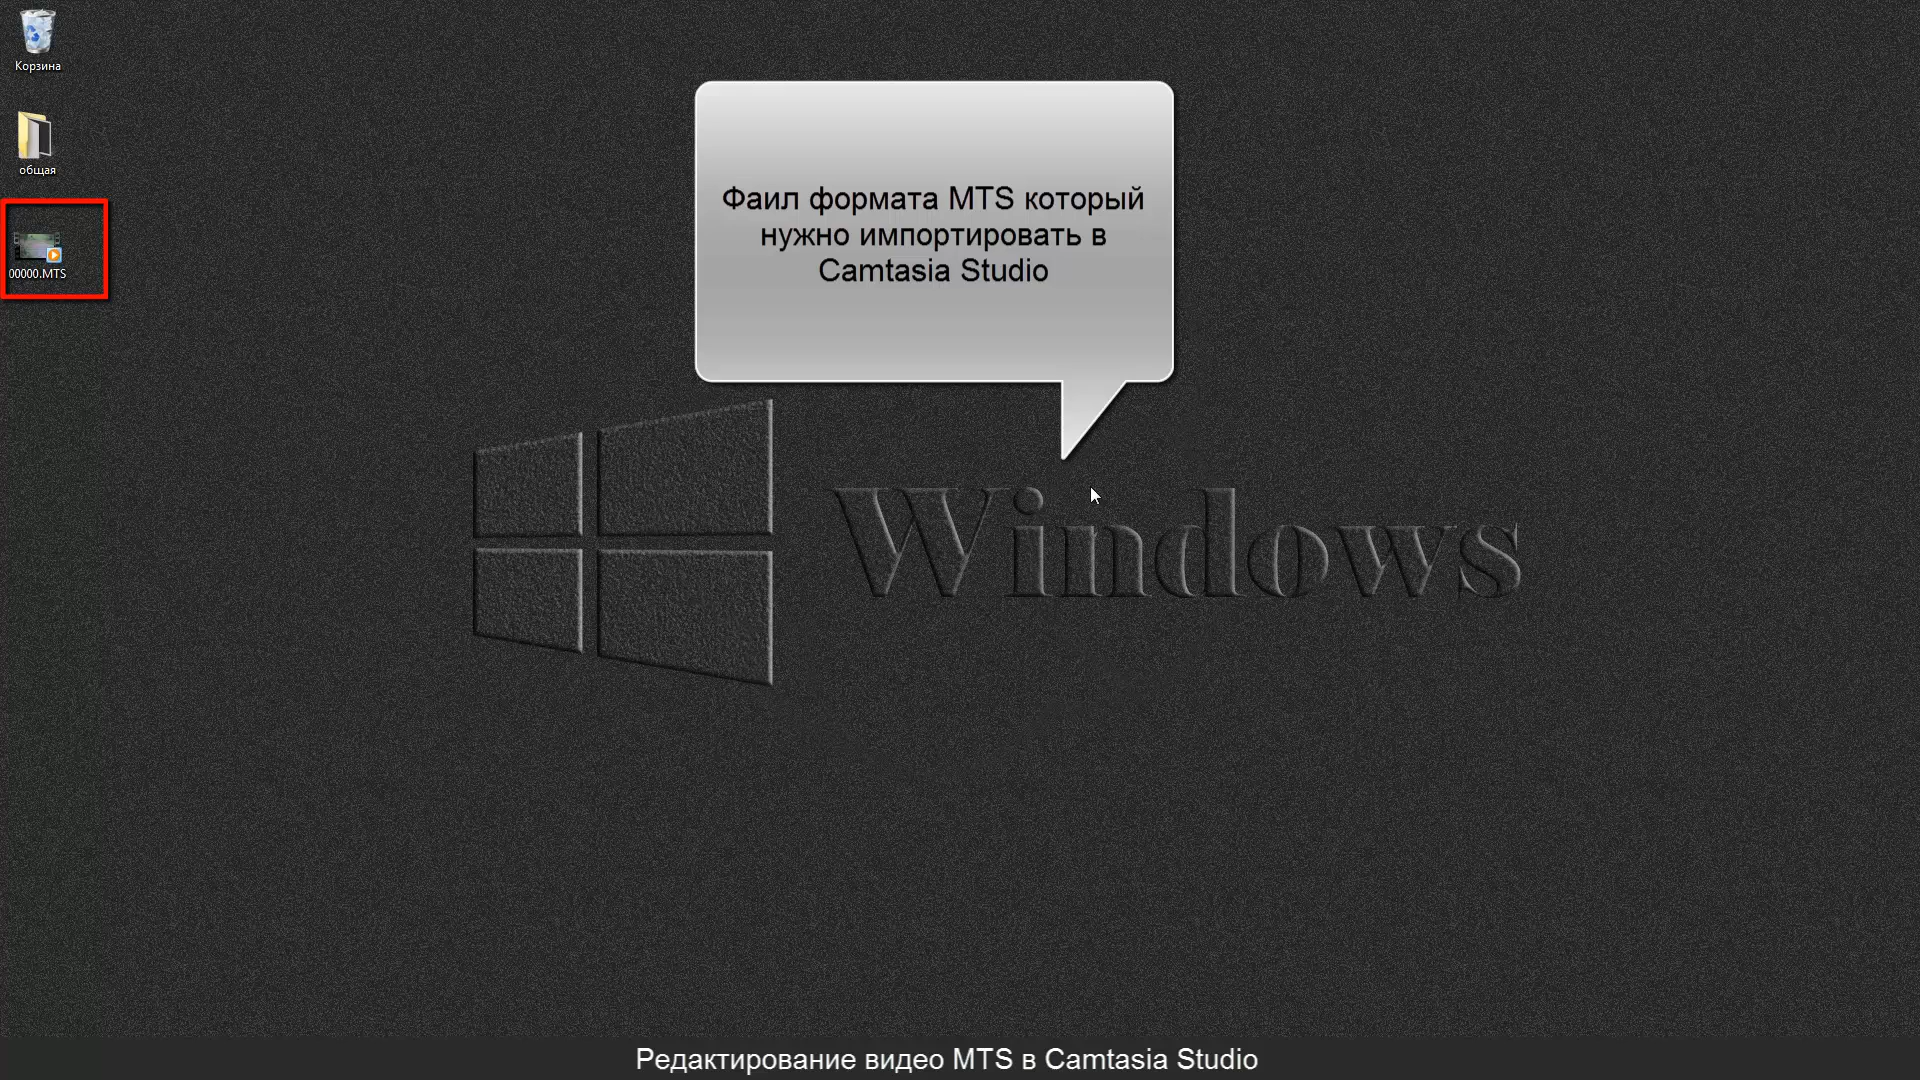 Корзина
общая
00000.MTS
Фаил формата MTS который
нужно импортировать в
Camtasia Studio
Windows
Редактирование видео MTS в Camtasia Studio